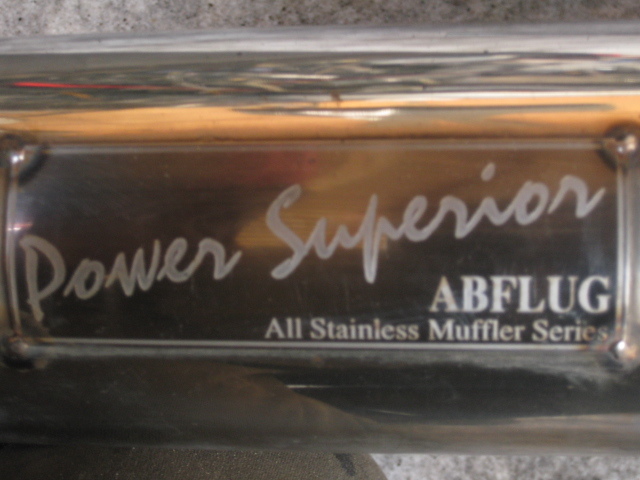 Power Superior
ABFLUG
All Stainless Muffler Series